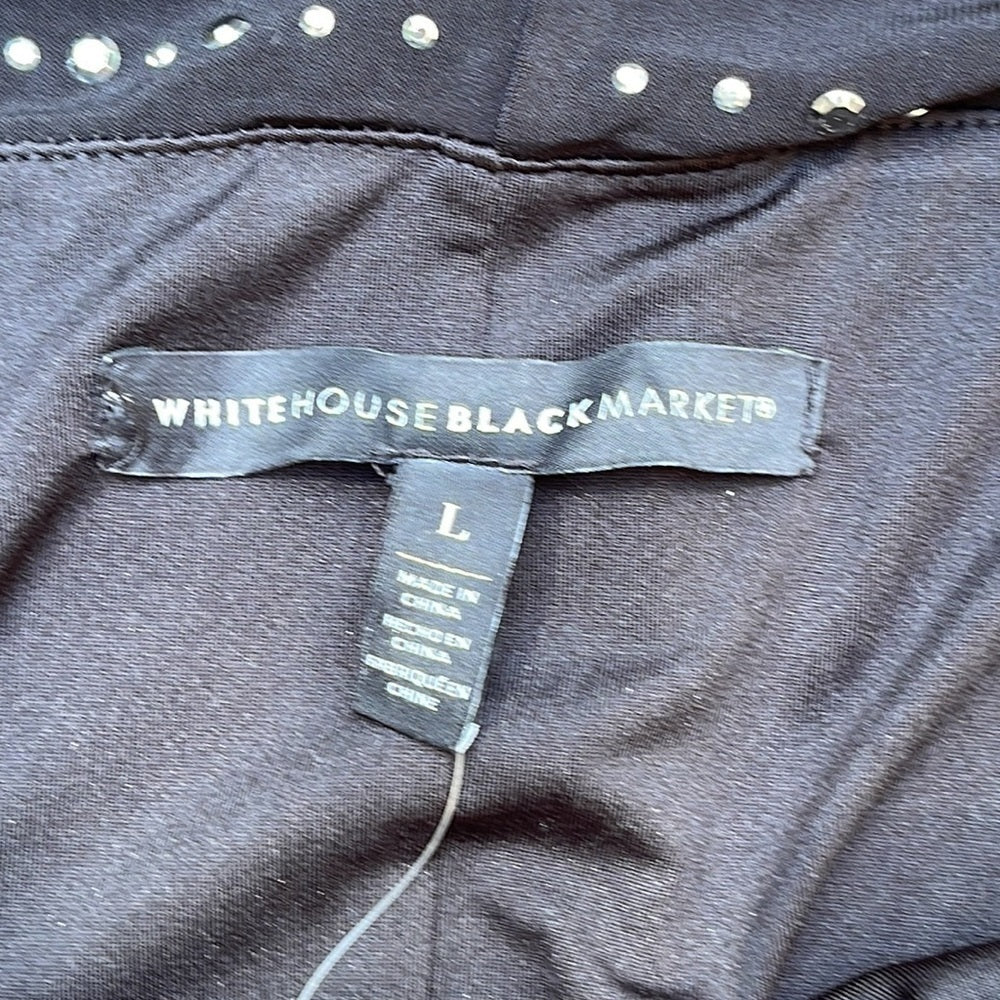 WHITEHOUSEBLACKMARKET®
L
MADE IN
CHINA
HECHO EN
CHINA
FABRIQUÉ EN
CHINE